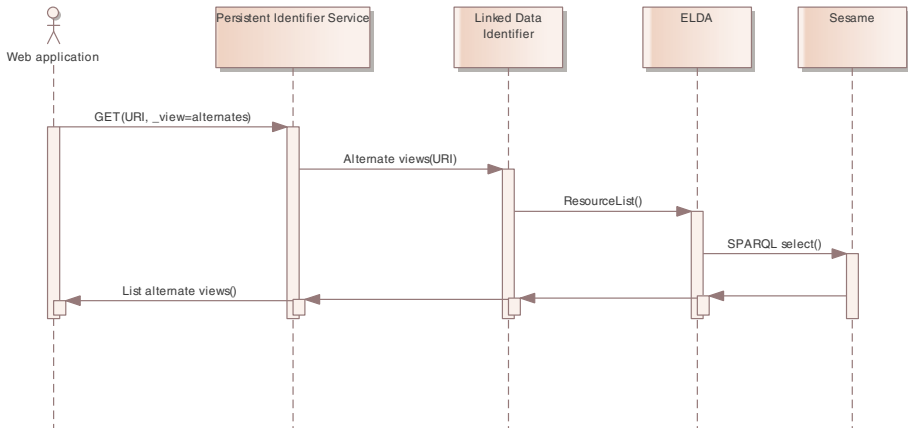 Web application
Persistent Identifier Service
Linked Data
Identifier
ELDA
Sesame
GET(URI, _view=alternates)
Alternate views(URI)
ResourceList()
SPARQL select()
List alternate views()